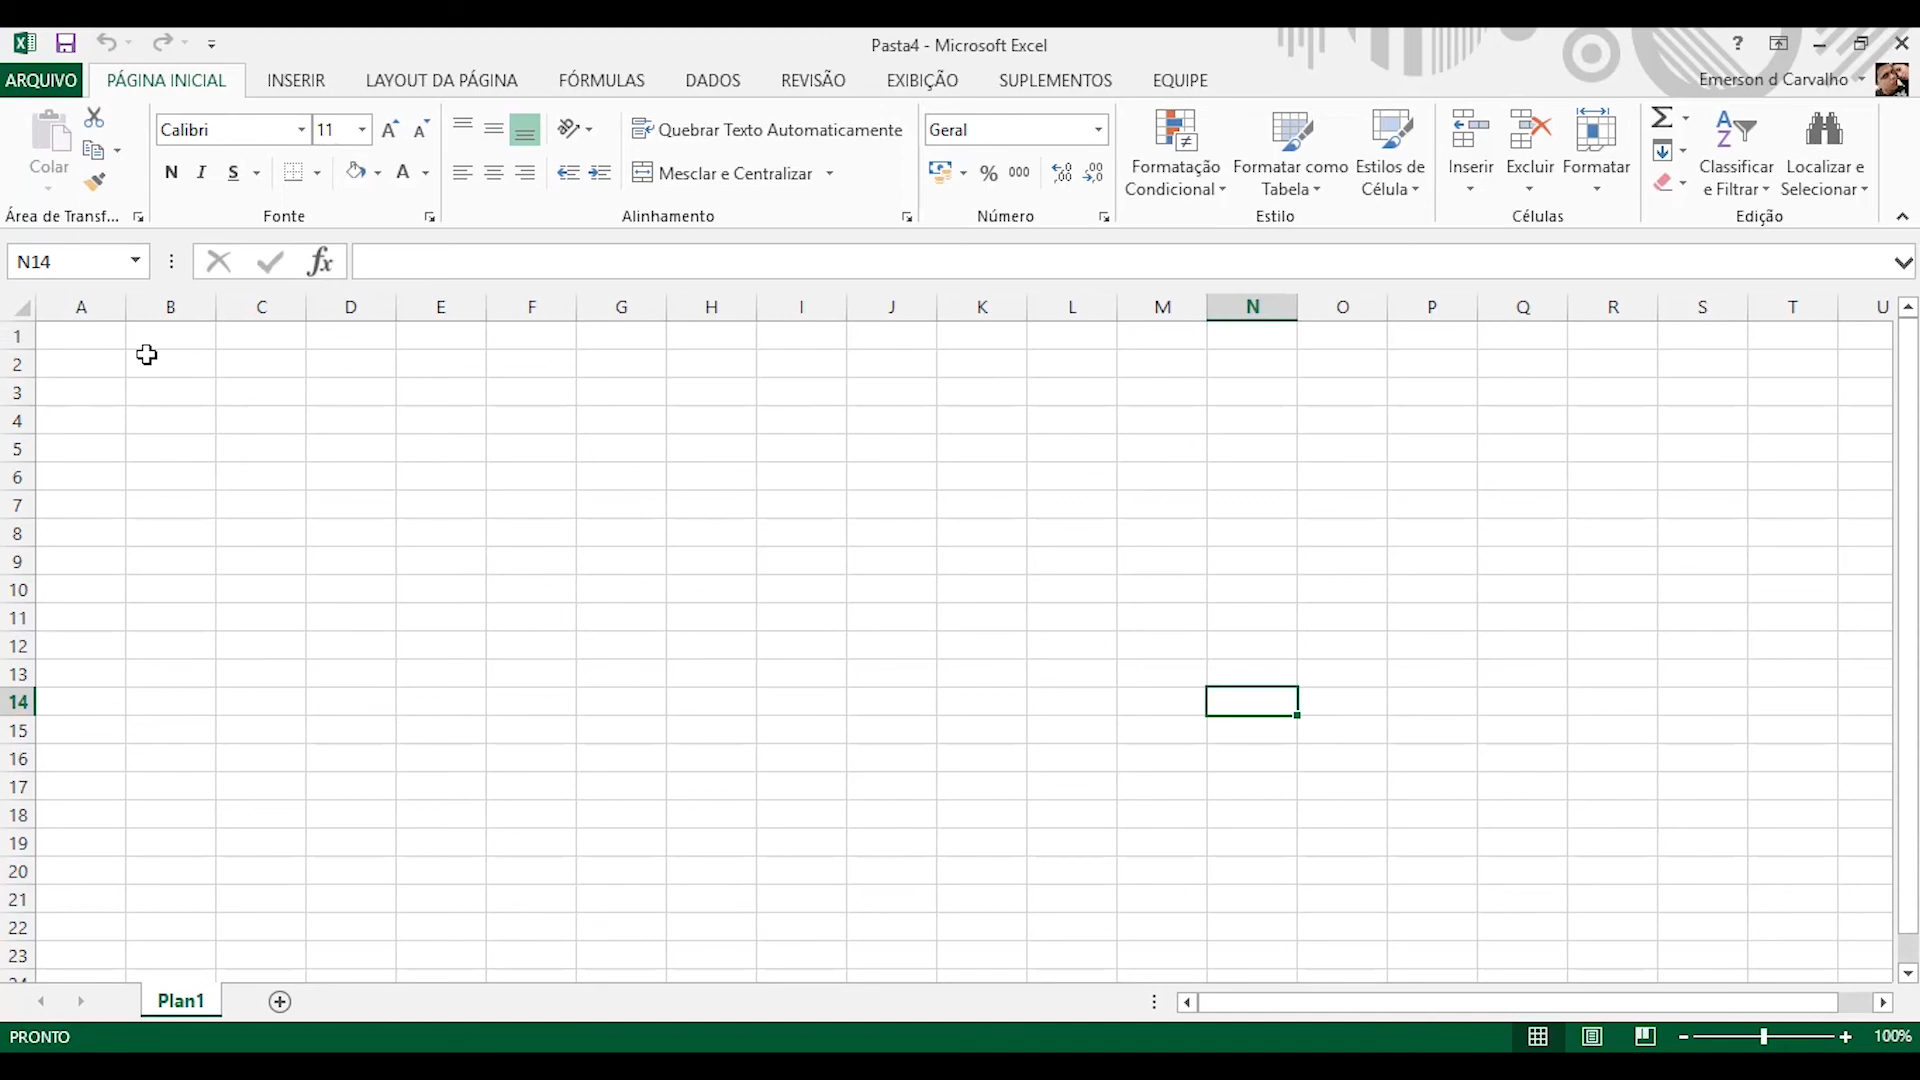 Pasta4 - Microsoft Excel
?
ARQUIVO PÁGINA INICIAL INSERIR LAYOUT DA PÁGINA FÓRMULAS DADOS REVISÃO EXIBIÇÃO SUPLEMENTOS EQUIPE Emerson d Carvalho
Colar
Área de Transf...
Calibri 11 A A
N I S A
Fonte
Quebrar Texto Automaticamente
Mesclar e Centralizar
Alinhamento
Geral
% 000 ,00 ,00
Número
Formatação Condicional
Formatar como Tabela
Estilos de Célula
Estilo
Inserir Excluir Formatar
Células
Σ
Classificar e Filtrar
Localizar e Selecionar
Edição
N14 fx
A B C D E F G H I J K L M N O P Q R S T U
1
2
3
4
5
6
7
8
9
10
11
12
13
14
15
16
17
18
19
20
21
22
23
24
Plan1
PRONTO 100%